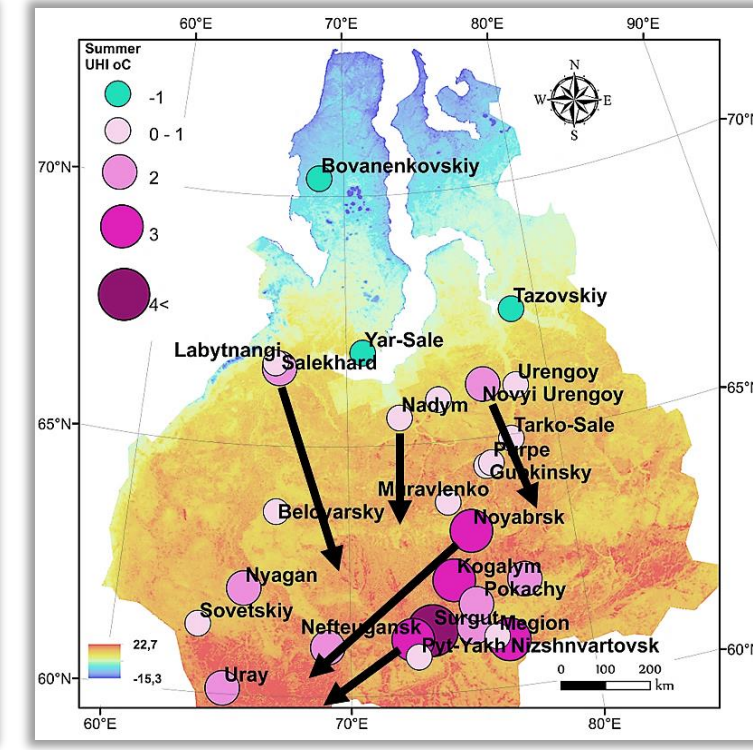 60°E 70°E 80°E 90°E
Summer
UHI oC
-1
0 - 1
2
3
4<
N
W E
S
70°N
70°N
Bovanenkovskiy
Tazovskiy
Yar-Sale
Labytnangi
Salekhard
Urengoy
Novyi Urengoy
65°N
65°N
Nadym
Tarko-Sale
Purpe
Gubkinsky
Muravlenko
Beloyarsky
Noyabrsk
Kogalym
Nyagan
Pokachy
Sovetskiy
Surgut
Megion
Nefteugansk
Pyt-Yakh
Nizshnvartovsk
22,7
-15,3
Uray
60°N
60°N
0 100 200
km
60°E 70°E 80°E